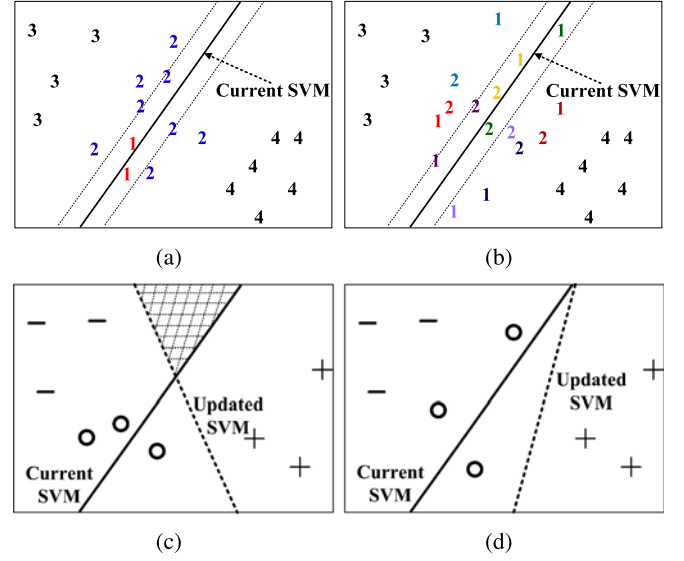 3 3 2
3 2 2
Current SVM
2
3
2 2 4 4
1
2
4
1 2
4 4
4
(a)
1
3 1
3
1
3 2
Current SVM
2
2 2 1
3 1
2 2
2 4 4
2
1 4
4 4
1
1 4
(b)
Updated
SVM
Current
SVM
(c)
Updated
SVM
Current
SVM
(d)